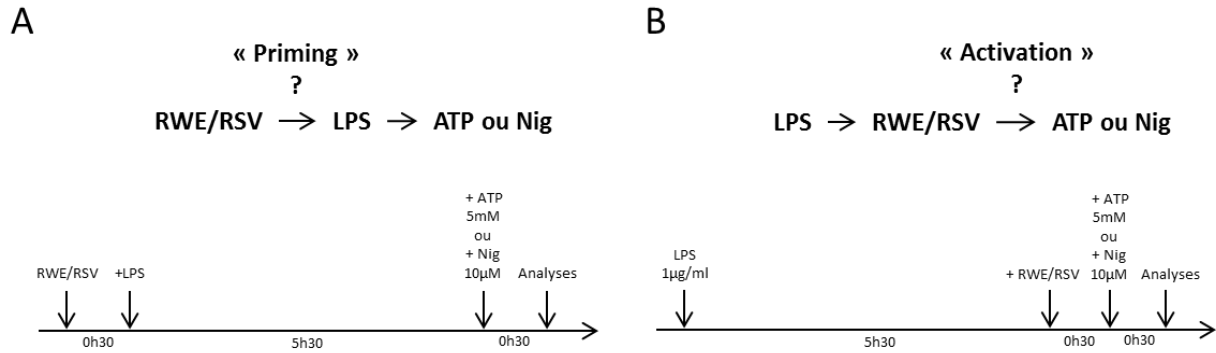 A
« Priming »
?
RWE/RSV → LPS → ATP ou Nig
+ ATP
5mM
ou
+ Nig
10µM
RWE/RSV
+LPS
Analyses
0h30
5h30
0h30
B
« Activation »
?
LPS → RWE/RSV → ATP ou Nig
LPS
1µg/ml
+ RWE/RSV
+ ATP
5mM
ou
+ Nig
10µM
Analyses
5h30
0h30
0h30